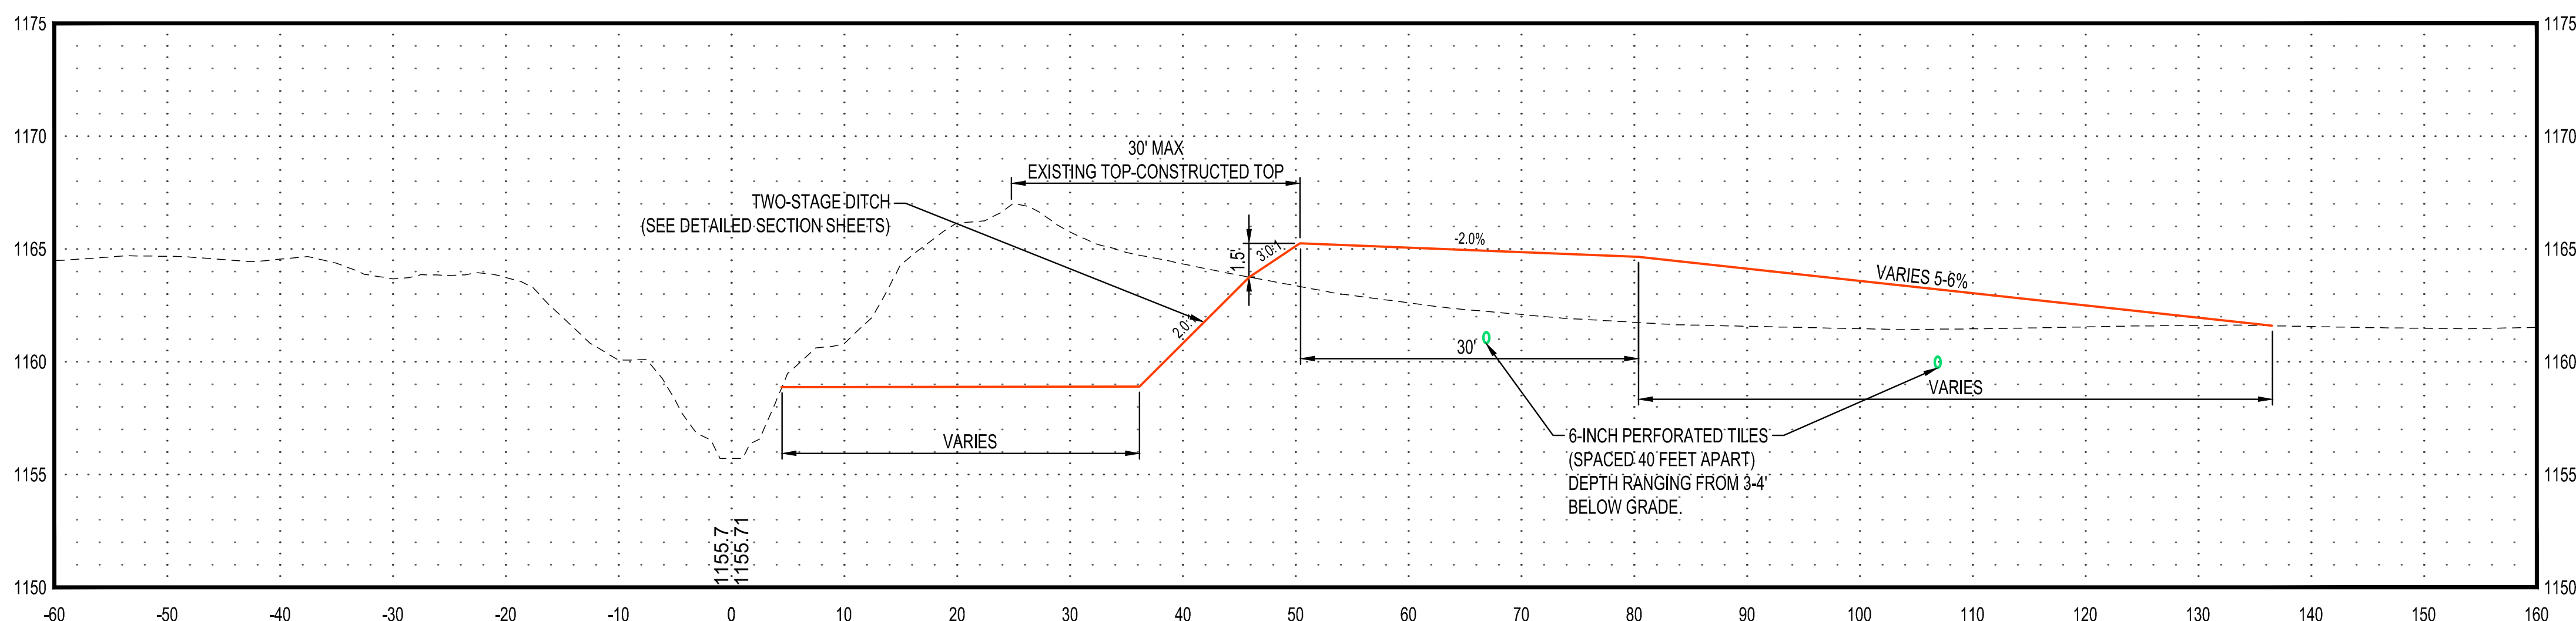 1175
1175
1170
1170
30' MAX
EXISTING TOP-CONSTRUCTED TOP
TWO-STAGE DITCH
(SEE DETAILED SECTION SHEETS)
1165
1165
1.5'
3.0:1
-2.0%
VARIES 5-6%
2.0:1
1160
1160
30'
VARIES
VARIES
6-INCH PERFORATED TILES
(SPACED 40 FEET APART)
DEPTH RANGING FROM 3-4'
BELOW GRADE.
1155
1155
1155.7
1155.71
1150
1150
-60 -50 -40 -30 -20 -10 0 10 20 30 40 50 60 70 80 90 100 110 120 130 140 150 160